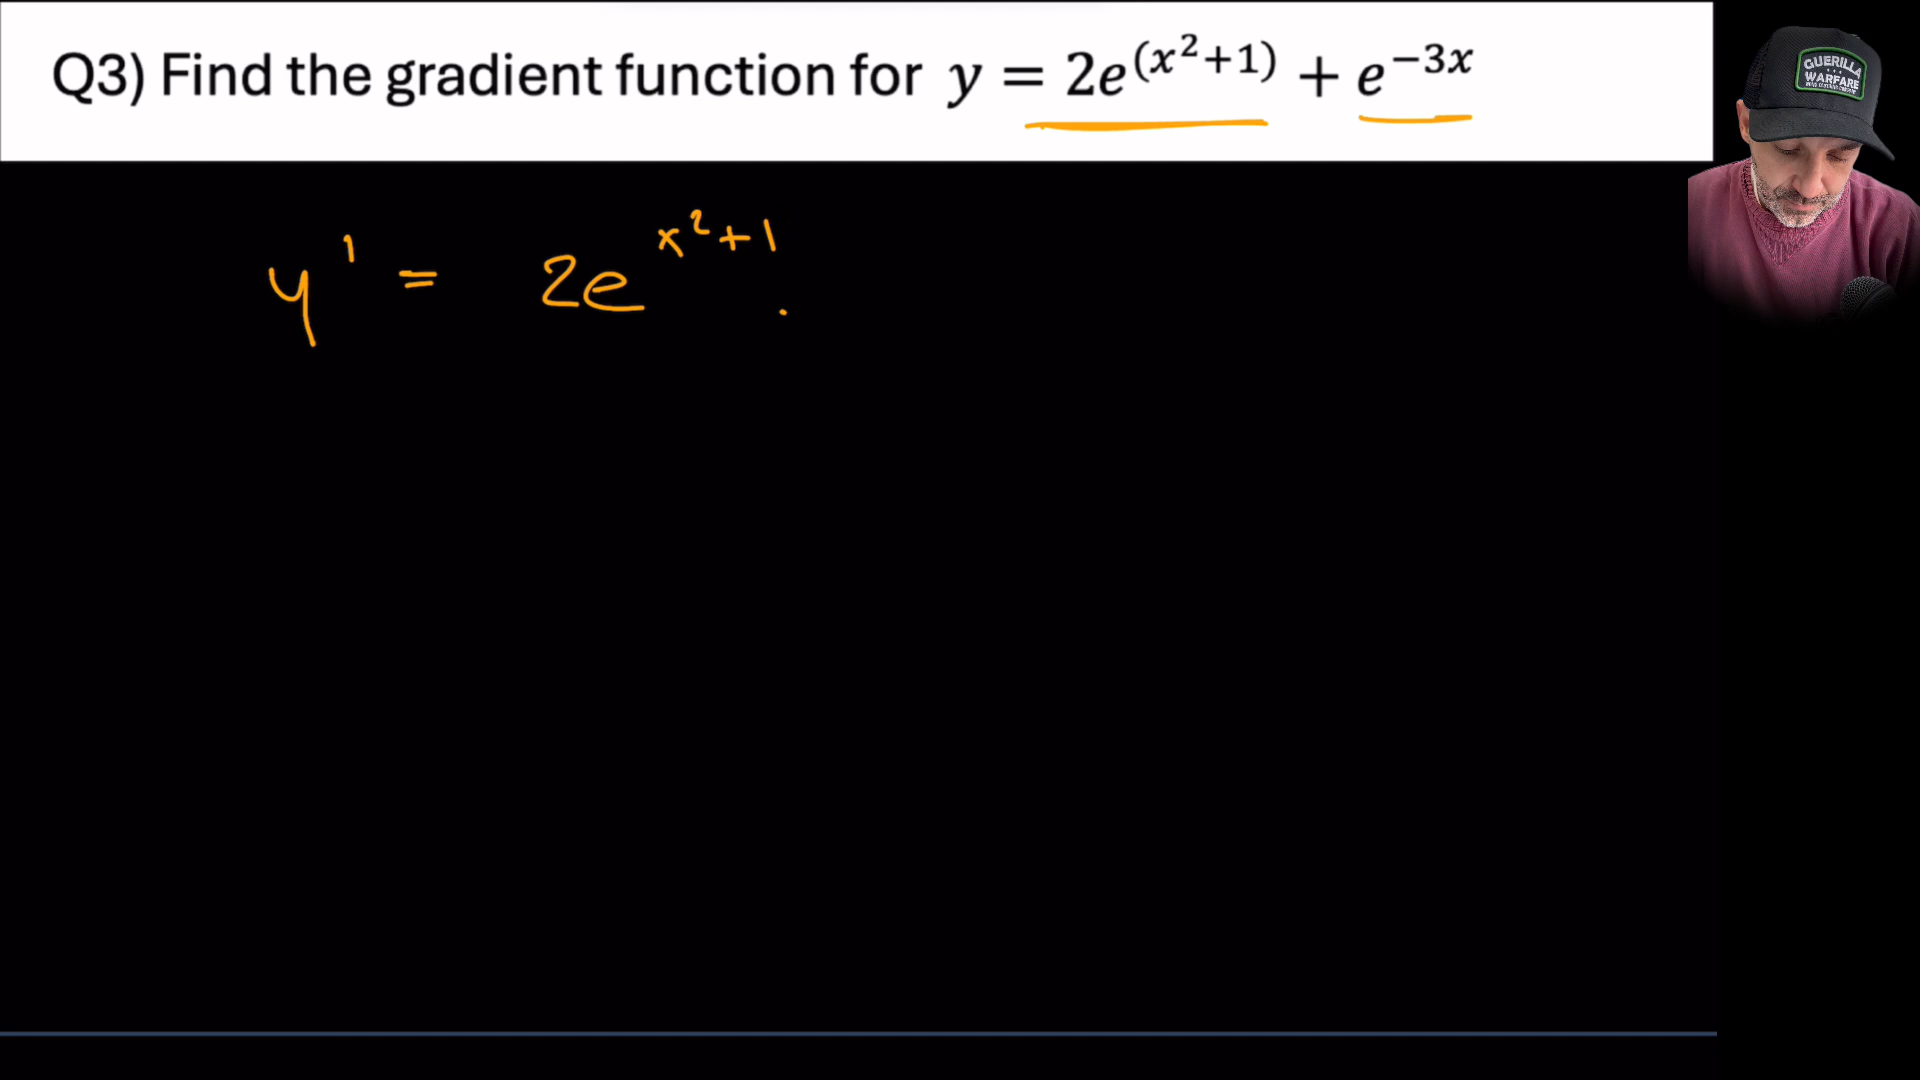 Q3) Find the gradient function for y = 2e^(x²+1) + e^−3x
GUERILLA
WARFARE
y' = 2e^x²+1 .